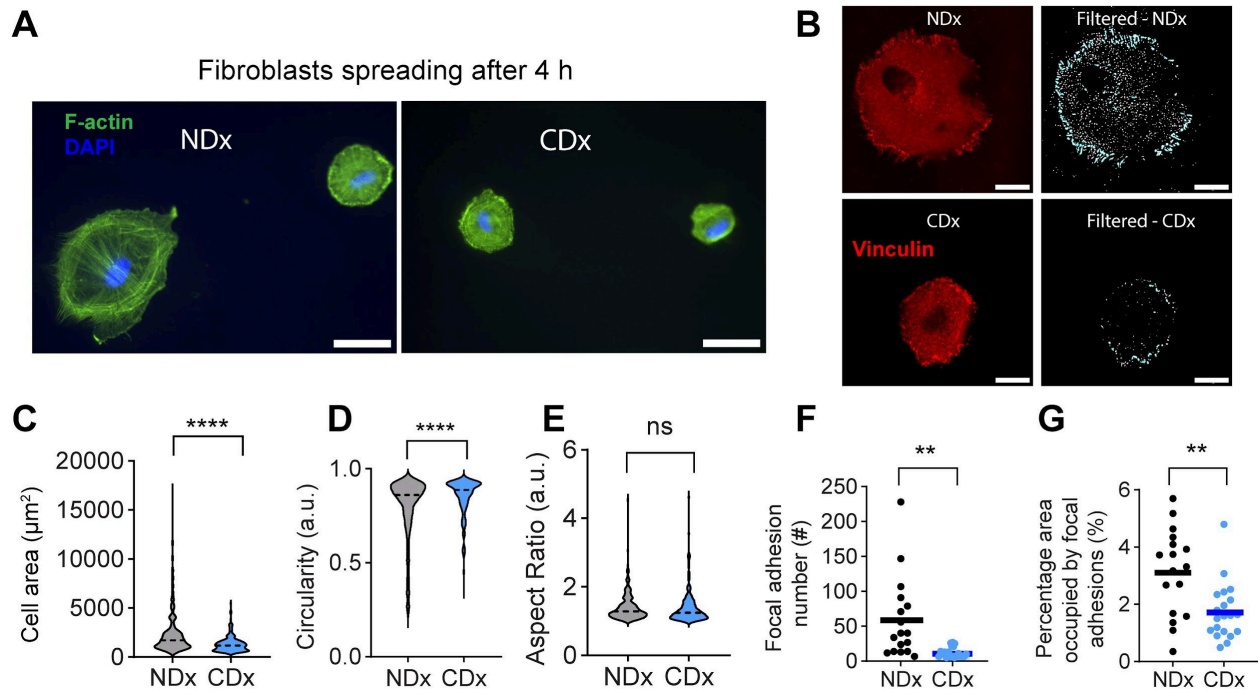 A
Fibroblasts spreading after 4 h
F-actin
DAPI
NDx
CDx
B
NDx
Filtered - NDx
CDx
Filtered - CDx
Vinculin
C
****
Cell area (µm²)
20000
15000
10000
5000
0
NDx CDx
D
****
Circularity (a.u.)
1.0
0.5
0.0
NDx CDx
E
ns
Aspect Ratio (a.u.)
6
4
2
0
NDx CDx
F
**
Focal adhesion
number (#)
250
200
150
100
50
0
NDx CDx
G
**
Percentage area
occupied by focal
adhesions (%)
6
4
2
0
NDx CDx